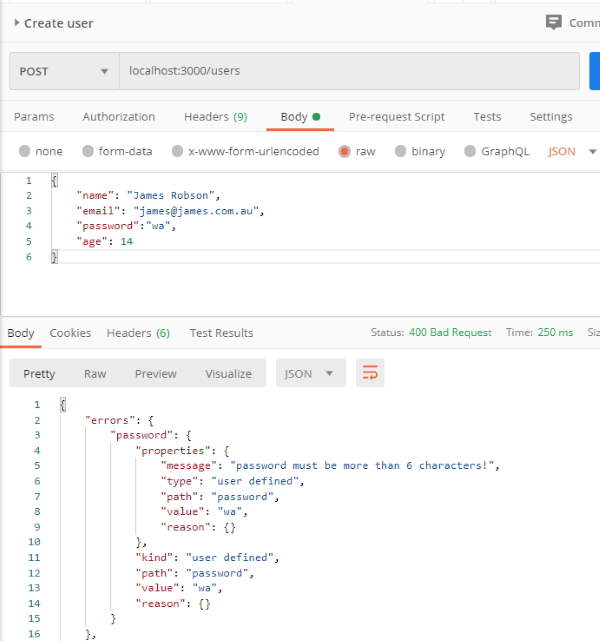 Create user
Comm
POST localhost:3000/users
Params Authorization Headers (9) Body Pre-request Script Tests Settings
none form-data x-www-form-urlencoded raw binary GraphQL JSON
1 {
2 "name": "James Robson",
3 "email": "james@james.com.au",
4 "password":"wa",
5 "age": 14
6 }
Body Cookies Headers (6) Test Results Status: 400 Bad Request Time: 250 ms Siz
Pretty Raw Preview Visualize JSON
1 {
2 "errors": {
3 "password": {
4 "properties": {
5 "message": "password must be more than 6 characters!",
6 "type": "user defined",
7 "path": "password",
8 "value": "wa",
9 "reason": {}
10 },
11 "kind": "user defined",
12 "path": "password",
13 "value": "wa",
14 "reason": {}
15 }
16 },